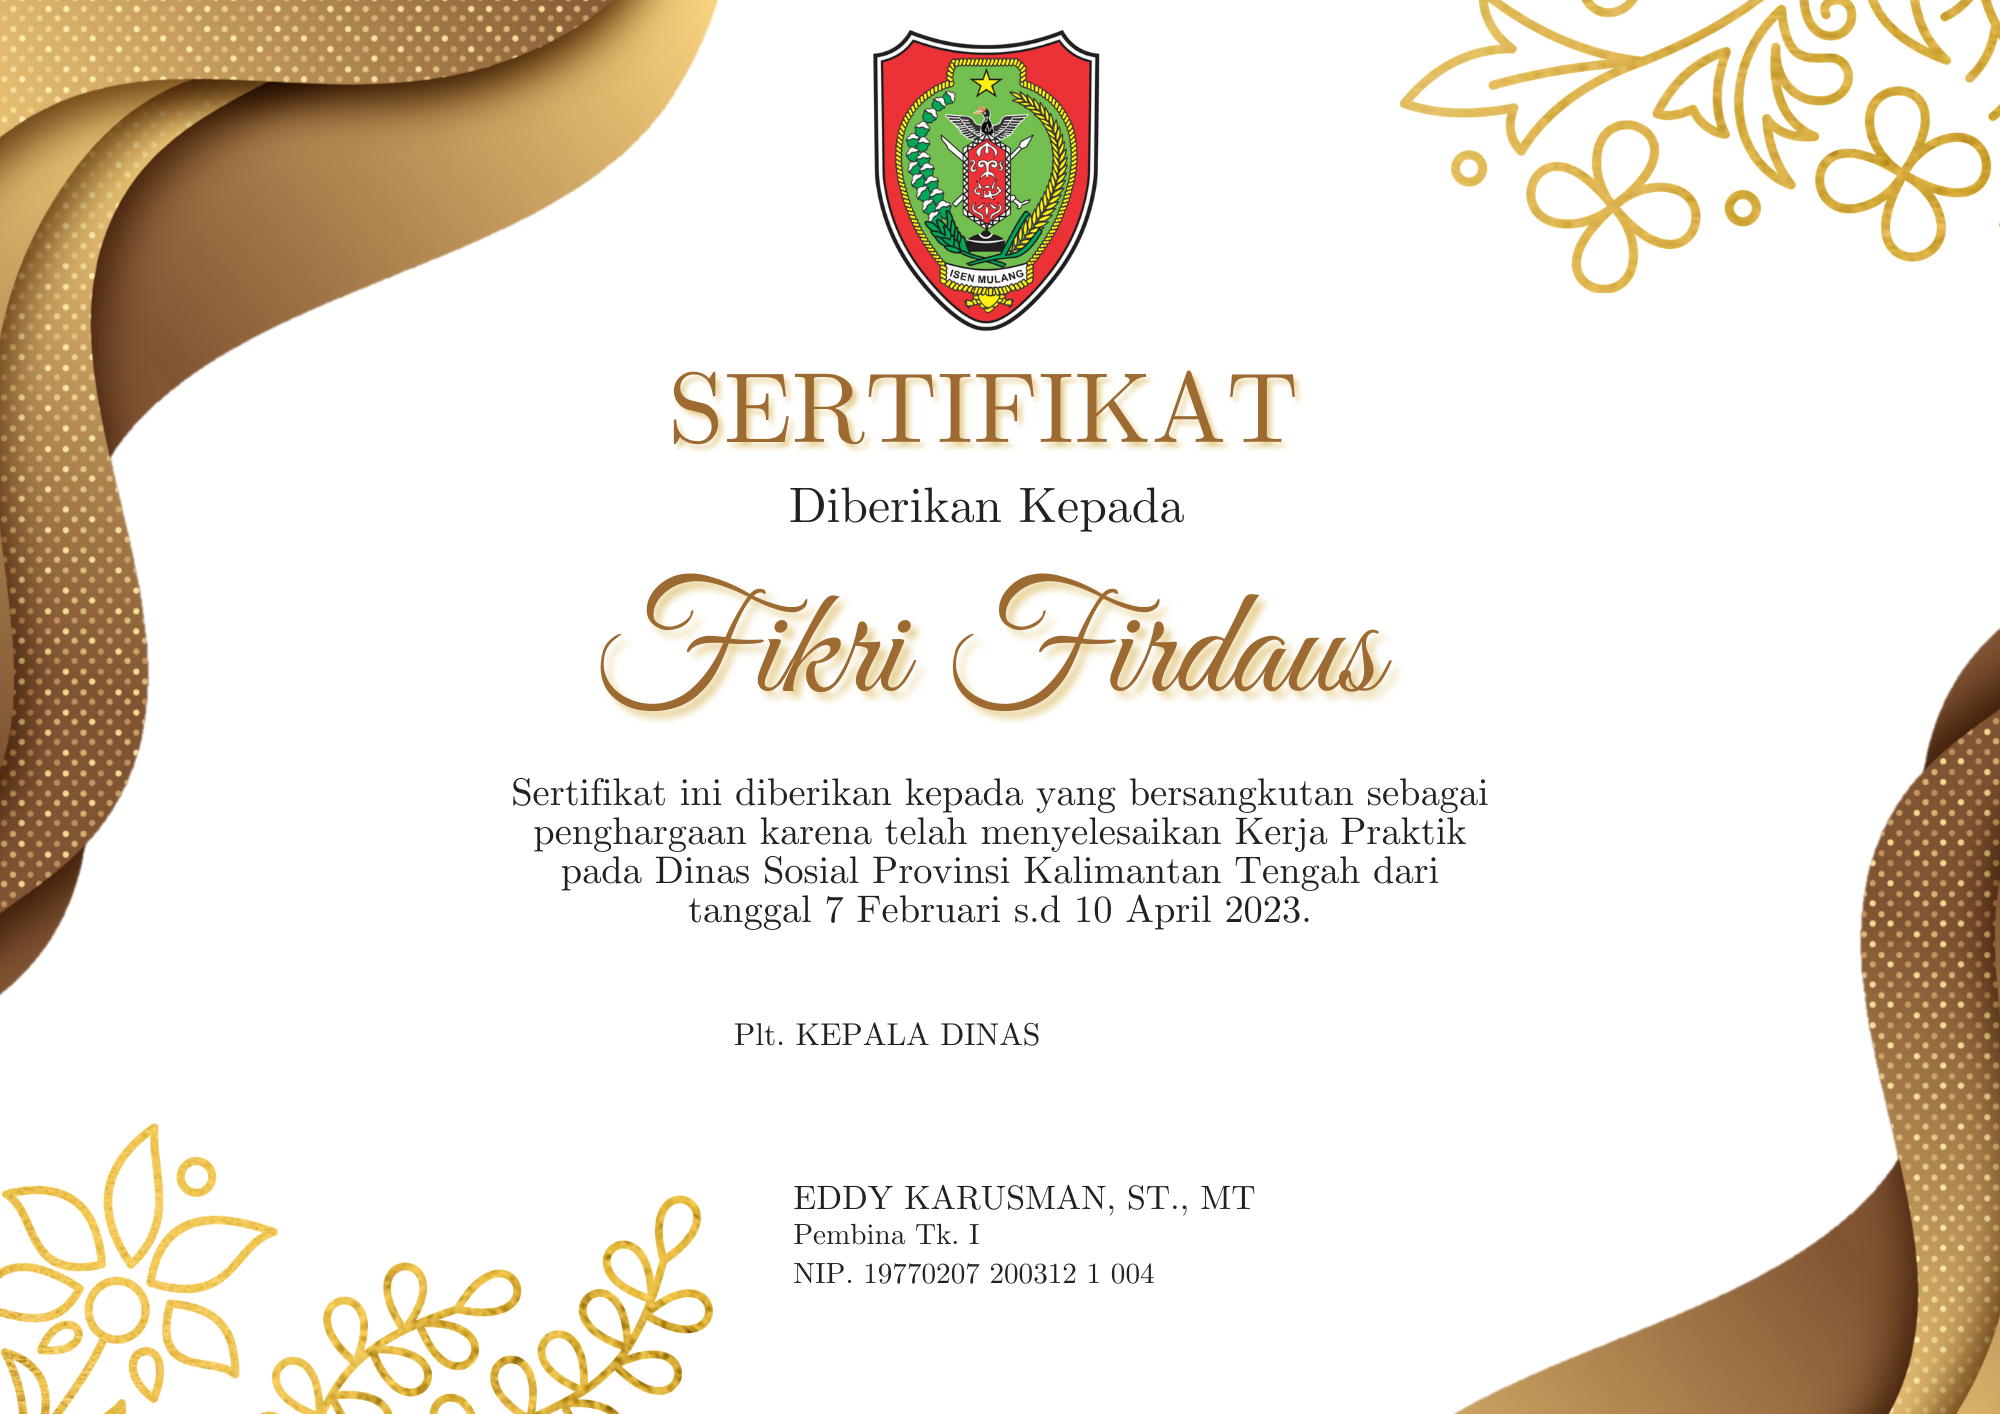 ISEN MULANG
SERTIFIKAT
Diberikan Kepada
Fikri Firdaus
Sertifikat ini diberikan kepada yang bersangkutan sebagai
penghargaan karena telah menyelesaikan Kerja Praktik
pada Dinas Sosial Provinsi Kalimantan Tengah dari
tanggal 7 Februari s.d 10 April 2023.
Plt. KEPALA DINAS
EDDY KARUSMAN, ST., MT
Pembina Tk. I
NIP. 19770207 200312 1 004